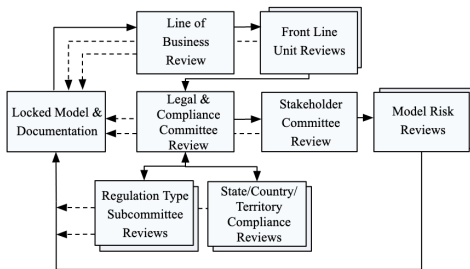 Line of
Business
Review
Front Line
Unit Reviews
Locked Model &
Documentation
Legal &
Compliance
Committee
Review
Stakeholder
Committee
Review
Model Risk
Reviews
Regulation Type
Subcommittee
Reviews
State/Country/
Territory
Compliance
Reviews